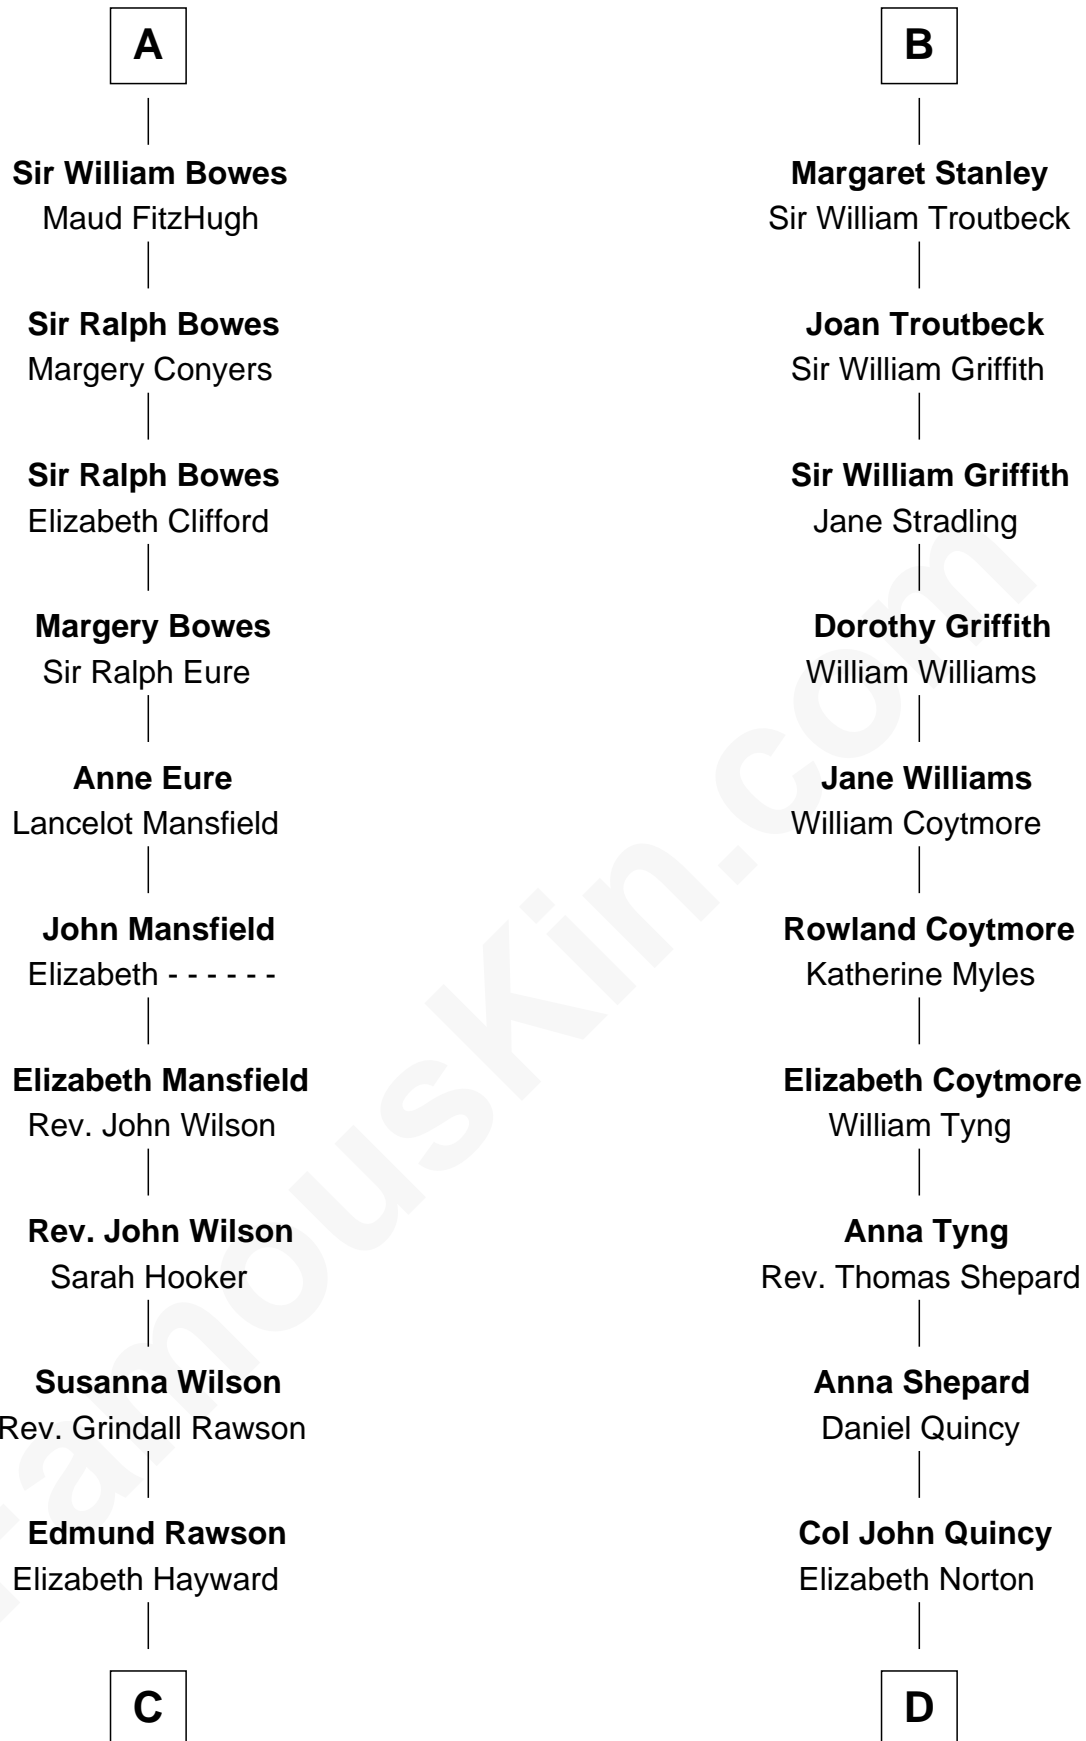 A
Sir William Bowes
Maud FitzHugh
Sir Ralph Bowes
Margery Conyers
Sir Ralph Bowes
Elizabeth Clifford
Margery Bowes
Sir Ralph Eure
Anne Eure
Lancelot Mansfield
John Mansfield
Elizabeth - - - - - -
Elizabeth Mansfield
Rev. John Wilson
Rev. John Wilson
Sarah Hooker
Susanna Wilson
Rev. Grindall Rawson
Edmund Rawson
Elizabeth Hayward
C
B
Margaret Stanley
Sir William Troutbeck
Joan Troutbeck
Sir William Griffith
Sir William Griffith
Jane Stradling
Dorothy Griffith
William Williams
Jane Williams
William Coytmore
Rowland Coytmore
Katherine Myles
Elizabeth Coytmore
William Tyng
Anna Tyng
Rev. Thomas Shepard
Anna Shepard
Daniel Quincy
Col John Quincy
Elizabeth Norton
D
FamousKin.com